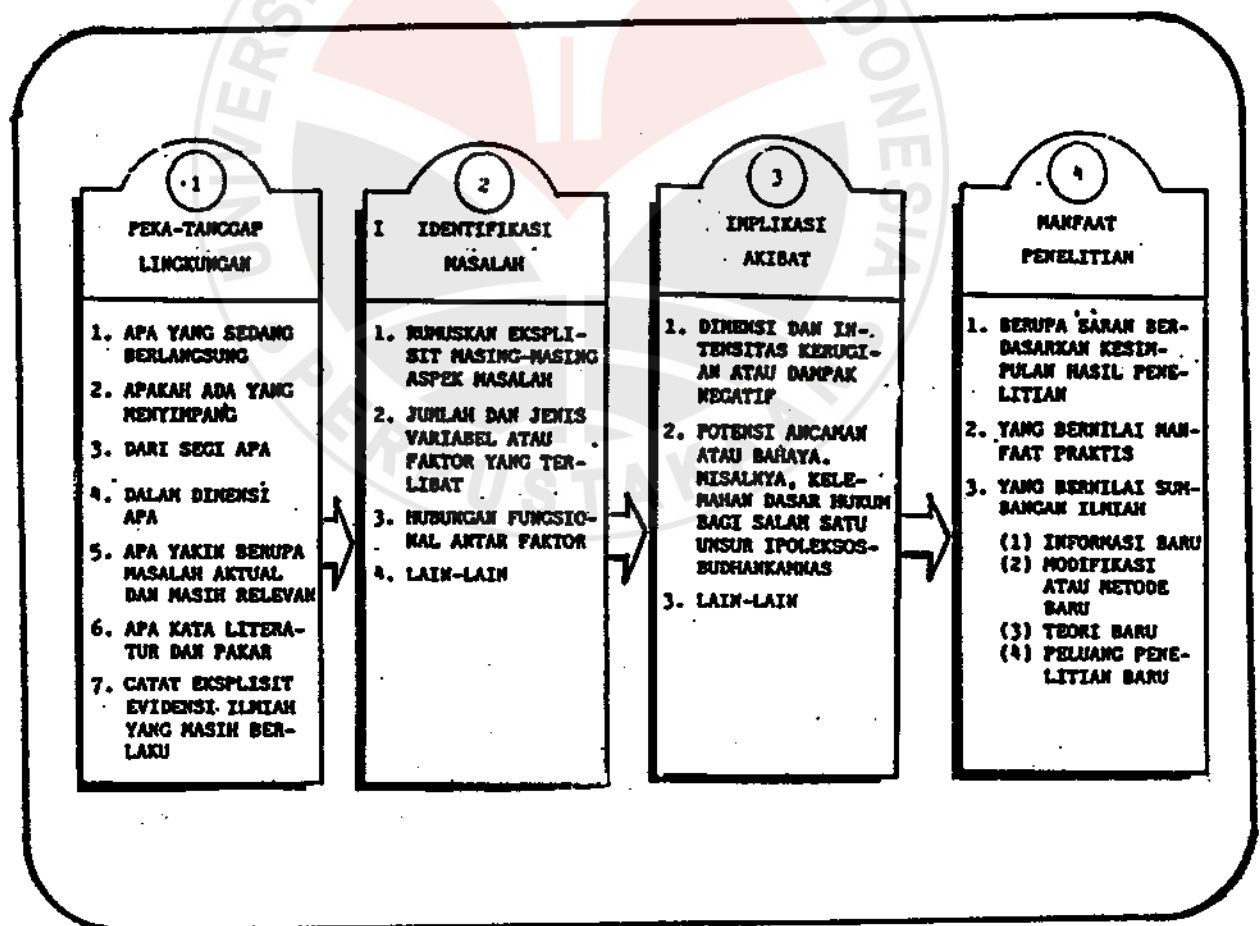 1
PEKA-TANGGAP
LINGKUNGAN
1. APA YANG SEDANG
BERLANGSUNG
2. APAKAH ADA YANG
MENYIMPANG
3. DARI SEGI APA
4. DALAM DIMENSI
APA
5. APA YAKIN BERUPA
MASALAH AKTUAL
DAN MASIH RELEVAN
6. APA KATA LITERA-
TUR DAN PAKAR
7. CATAT EKSPLISIT
EVIDENSI ILMIAH
YANG MASIH BER-
LAKU
2
I IDENTIFIKASI
MASALAH
1. RUMUSKAN EKSPLI-
SIT MASING-MASING
ASPEK MASALAH
2. JUMLAH DAN JENIS
VARIABEL ATAU
FAKTOR YANG TER-
LIBAT
3. HUBUNGAN FUNGSIO-
NAL ANTAR FAKTOR
4. LAIN-LAIN
3
IMPLIKASI
AKIBAT
1. DIMENSI DAN IN-
TENSITAS KERUGI-
AN ATAU DAMPAK
NEGATIF
2. POTENSI ANCAMAN
ATAU BAHAYA.
MISALNYA, KELE-
MAHAN DASAR HUKUM
BAGI SALAH SATU
UNSUR IPOLEKSOS-
BUDHANKAMNAS
3. LAIN-LAIN
4
MANFAAT
PENELITIAN
1. BERUPA SARAN BER-
DASARKAN KESIM-
PULAN HASIL PENE-
LITIAN
2. YANG BERNILAI MAN-
FAAT PRAKTIS
3. YANG BERNILAI SUM-
BANGAN ILMIAH
(1) INFORMASI BARU
(2) MODIFIKASI
ATAU METODE
BARU
(3) TEORI BARU
(4) PELUANG PENE-
LITIAN BARU
UNIVERS
DONESIA
PERPUSTAKAAN